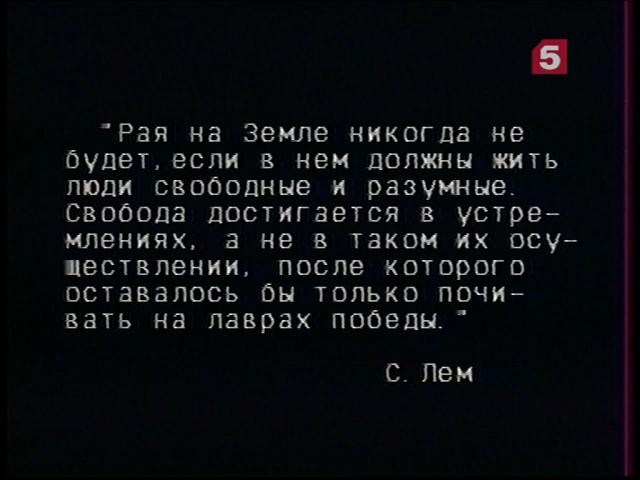 5
"Рая на Земле никогда не
будет, если в нем должны жить
люди свободные и разумные.
Свобода достигается в устре-
млениях, а не в таком их осу-
ществлении, после которого
оставалось бы только почи-
вать на лаврах победы."
С. Лем